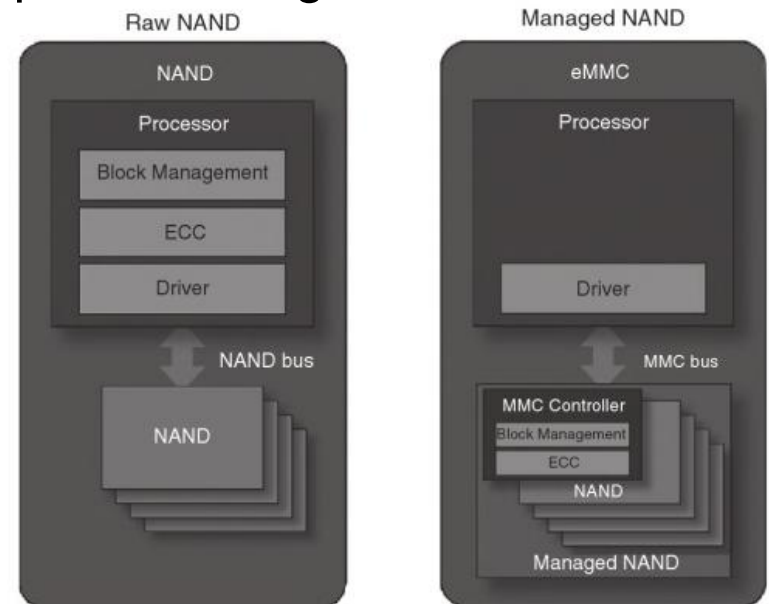 Raw NAND
NAND
Processor
Block Management
ECC
Driver
NAND bus
NAND
Managed NAND
eMMC
Processor
Driver
MMC bus
MMC Controller
Block Management
ECC
NAND
Managed NAND